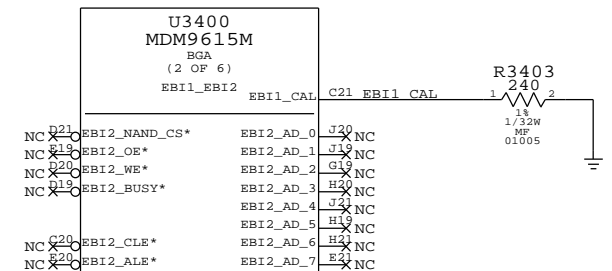 U3400
MDM9615M
BGA
(2 OF 6)
EBI1_EBI2
EBI1_CAL C21 EBI1_CAL
R3403
240
1 2
1%
1/32W
MF
01005
NC D21 EBI2_NAND_CS* EBI2_AD_0 J20 NC
NC E19 EBI2_OE* EBI2_AD_1 J19 NC
NC D20 EBI2_WE* EBI2_AD_2 G19 NC
NC D19 EBI2_BUSY* EBI2_AD_3 H20 NC
EBI2_AD_4 J21 NC
EBI2_AD_5 H19 NC
NC C20 EBI2_CLE* EBI2_AD_6 H21 NC
NC E20 EBI2_ALE* EBI2_AD_7 E21 NC